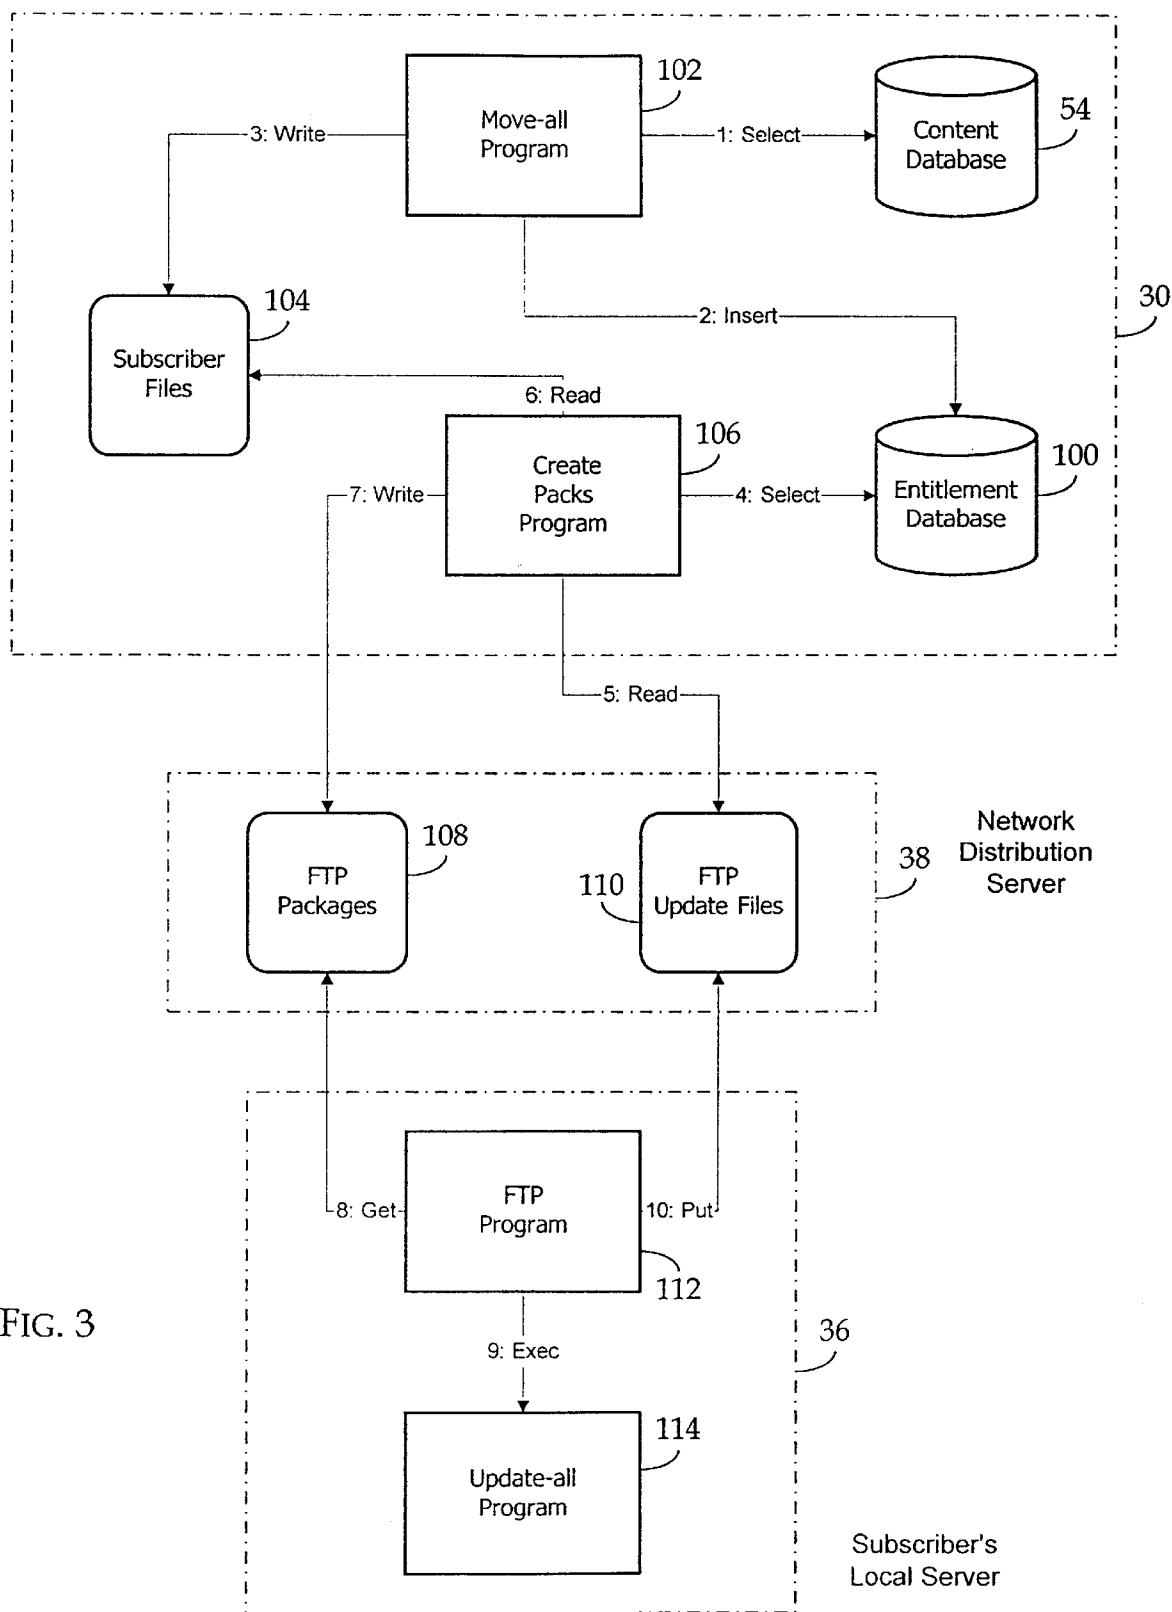 102
Move-all
Program
3: Write
1: Select
Content
Database
54
104
Subscriber
Files
2: Insert
30
6: Read
106
Create
Packs
Program
7: Write
4: Select
Entitlement
Database
100
5: Read
Network
Distribution
Server
38
108
FTP
Packages
110
FTP
Update Files
8: Get
FTP
Program
10: Put
112
FIG. 3
9: Exec
36
114
Update-all
Program
Subscriber's
Local Server